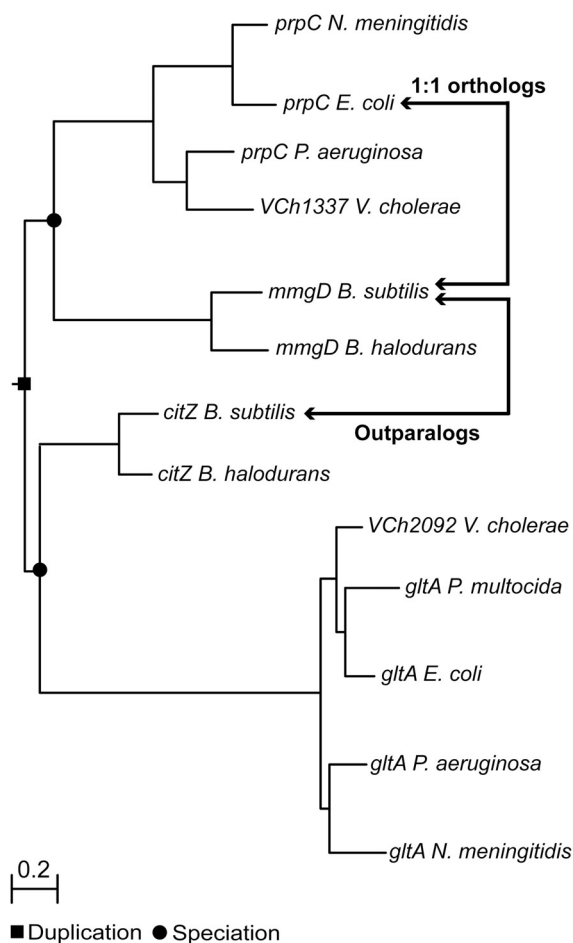 prpC N. meningitidis
1:1 orthologs
prpC E. coli
prpC P. aeruginosa
VCh1337 V. cholerae
mmgD B. subtilis
mmgD B. halodurans
citZ B. subtilis
Outparalogs
citZ B. halodurans
VCh2092 V. cholerae
gltA P. multocida
gltA E. coli
gltA P. aeruginosa
gltA N. meningitidis
0.2
Duplication Speciation